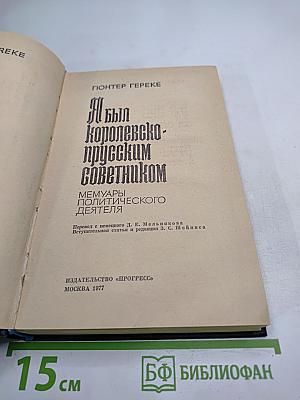 REKE
ГЮНТЕР ГЕРЕКЕ
Я был
королевско-
прусским
советником
МЕМУАРЫ
ПОЛИТИЧЕСКОГО
ДЕЯТЕЛЯ
Перевод с немецкого Д. Е. Мельникова
Вступительная статья и редакция З. С. Шейниса
ИЗДАТЕЛЬСТВО «ПРОГРЕСС»
МОСКВА 1977
15 см
БФ БИБЛИОФАН